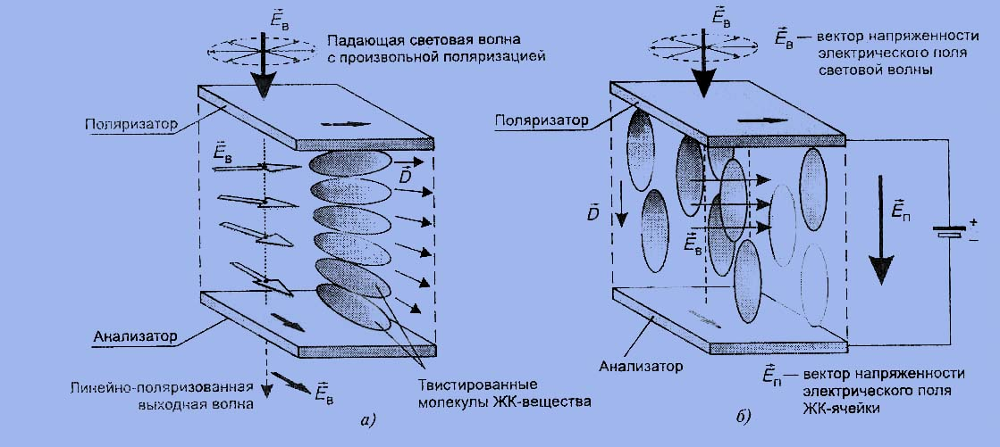 E⃗в
Падающая световая волна
с произвольной поляризацией
Поляризатор
E⃗в
D⃗
Анализатор
Линейно-поляризованная
выходная волна
E⃗в
Твистированные
молекулы ЖК-вещества
а)
E⃗в
E⃗в — вектор напряженности
электрического поля
световой волны
Поляризатор
D⃗
E⃗в
E⃗п
+
–
Анализатор
E⃗п — вектор напряженности
электрического поля
ЖК-ячейки
б)